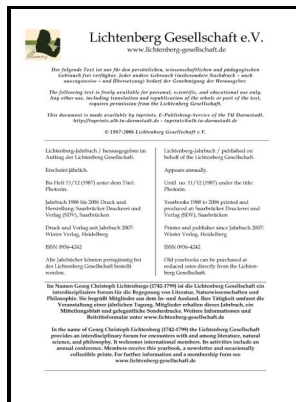 Lichtenberg Gesellschaft e.V.
www.lichtenberg-gesellschaft.de
Der folgende Text ist nur für den persönlichen, wissenschaftlichen und pädagogischen
Gebrauch frei verfügbar. Jeder andere Gebrauch (insbesondere Nachdruck – auch
auszugsweise – und Übersetzung) bedarf der Genehmigung der Herausgeber.
The following text is freely available for personal, scientific, and educational use only.
Any other use, including translation and republication of the whole or part of the text,
requires permission from the Lichtenberg Gesellschaft.
This document is made available by tuprints, E-Publishing-Service of the TU Darmstadt.
http://tuprints.ulb.tu-darmstadt.de – tuprints@ulb.tu-darmstadt.de
© 1987-2006 Lichtenberg Gesellschaft e.V.
Lichtenberg-Jahrbuch / herausgegeben im
Auftrag der Lichtenberg Gesellschaft.
Erscheint jährlich.
Bis Heft 11/12 (1987) unter dem Titel:
Photorin.
Jahrbuch 1988 bis 2006 Druck und
Herstellung: Saarbrücker Druckerei und
Verlag (SDV), Saarbrücken
Druck und Verlag seit Jahrbuch 2007:
Winter Verlag, Heidelberg
ISSN 0936-4242
Alte Jahrbücher können preisgünstig bei
der Lichtenberg Gesellschaft bestellt
werden.
Lichtenberg-Jahrbuch / published on
behalf of the Lichtenberg Gesellschaft.
Appears annually.
Until no. 11/12 (1987) under the title:
Photorin.
Yearbooks 1988 to 2006 printed and
produced at: Saarbrücker Druckerei und
Verlag (SDV), Saarbrücken
Printer and publisher since Jahrbuch 2007:
Winter Verlag, Heidelberg
ISSN 0936-4242
Old yearbooks can be purchased at
reduced rates directly from the Lichten-
berg Gesellschaft.
Im Namen Georg Christoph Lichtenbergs (1742-1799) ist die Lichtenberg Gesellschaft ein
interdisziplinäres Forum für die Begegnung von Literatur, Naturwissenschaften und
Philosophie. Sie begrüßt Mitglieder aus dem In- und Ausland. Ihre Tätigkeit umfasst die
Veranstaltung einer jährlichen Tagung. Mitglieder erhalten dieses Jahrbuch, ein
Mitteilungsblatt und gelegentliche Sonderdrucke. Weitere Informationen und
Beitrittsformular unter www.lichtenberg-gesellschaft.de
In the name of Georg Christoph Lichtenberg (1742-1799) the Lichtenberg Gesellschaft
provides an interdisciplinary forum for encounters with and among literature, natural
science, and philosophy. It welcomes international members. Its activities include an
annual conference. Members receive this yearbook, a newsletter and occasionally
collectible prints. For further information and a membership form see
www.lichtenberg-gesellschaft.de